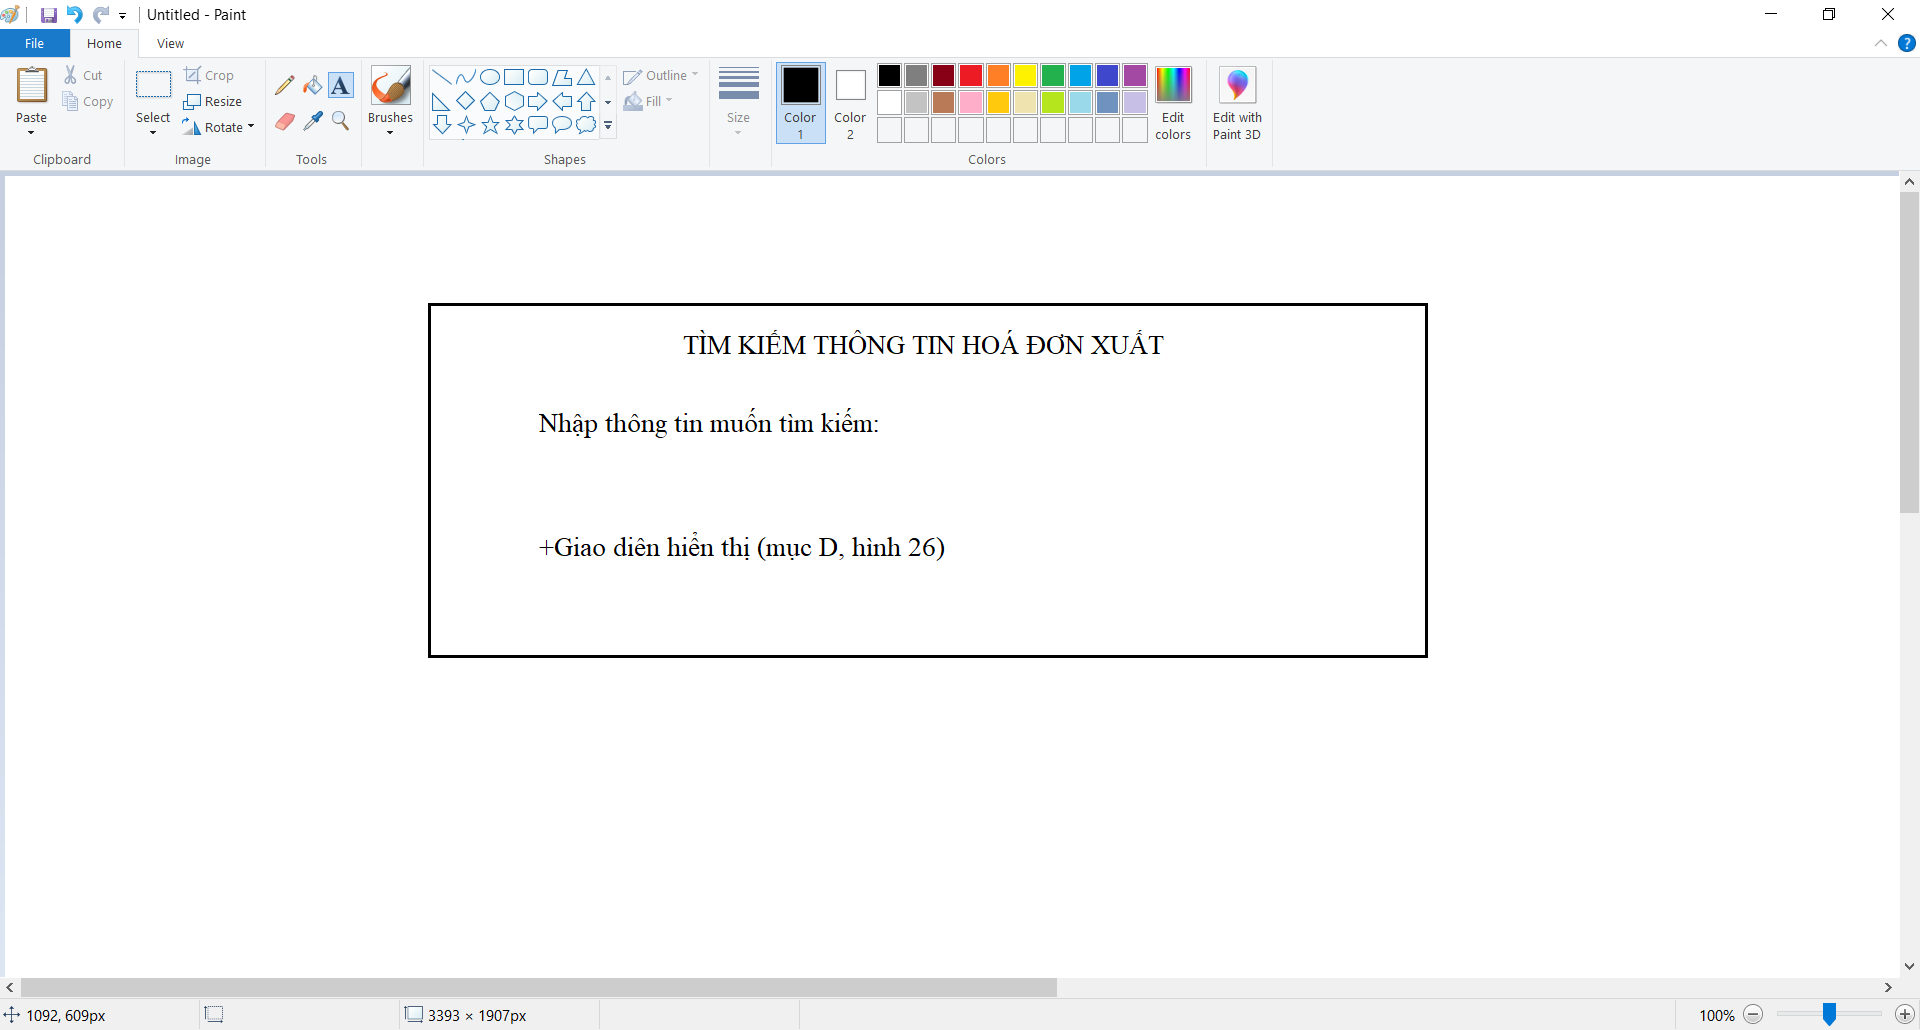 Untitled - Paint
File Home View
Paste
Cut
Copy
Clipboard
Select
Crop
Resize
Rotate
Image
Tools
Brushes
Shapes
Outline
Fill
Size
Color 1
Color 2
Colors
Edit colors
Edit with Paint 3D
TÌM KIẾM THÔNG TIN HOÁ ĐƠN XUẤT
Nhập thông tin muốn tìm kiếm:
+Giao diên hiển thị (mục D, hình 26)
1092, 609px
3393 × 1907px
100%